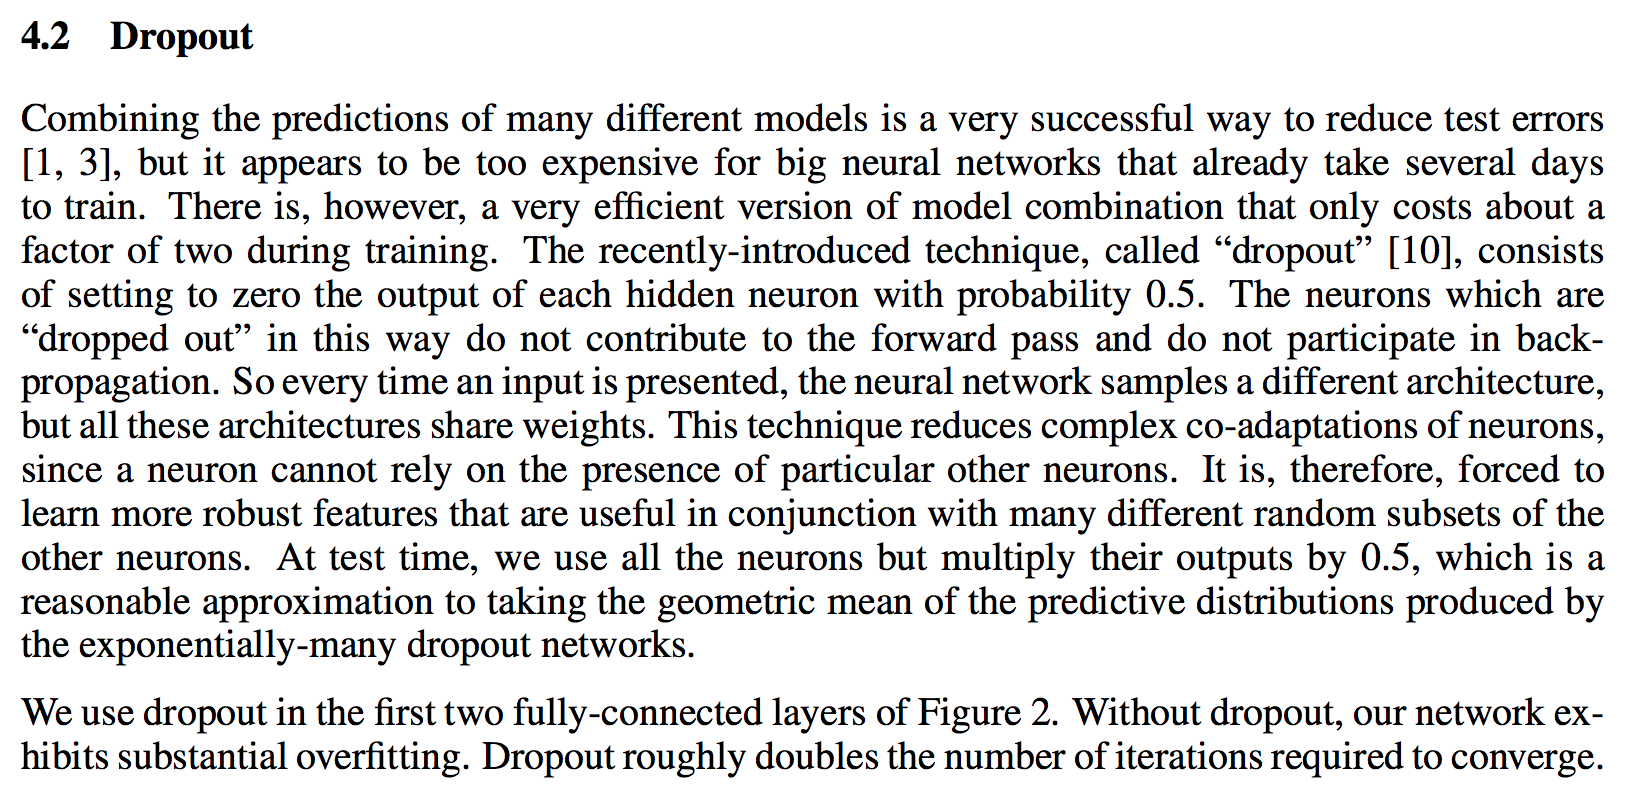 4.2 Dropout
Combining the predictions of many different models is a very successful way to reduce test errors
[1, 3], but it appears to be too expensive for big neural networks that already take several days
to train. There is, however, a very efficient version of model combination that only costs about a
factor of two during training. The recently-introduced technique, called “dropout” [10], consists
of setting to zero the output of each hidden neuron with probability 0.5. The neurons which are
“dropped out” in this way do not contribute to the forward pass and do not participate in back-
propagation. So every time an input is presented, the neural network samples a different architecture,
but all these architectures share weights. This technique reduces complex co-adaptations of neurons,
since a neuron cannot rely on the presence of particular other neurons. It is, therefore, forced to
learn more robust features that are useful in conjunction with many different random subsets of the
other neurons. At test time, we use all the neurons but multiply their outputs by 0.5, which is a
reasonable approximation to taking the geometric mean of the predictive distributions produced by
the exponentially-many dropout networks.
We use dropout in the first two fully-connected layers of Figure 2. Without dropout, our network ex-
hibits substantial overfitting. Dropout roughly doubles the number of iterations required to converge.